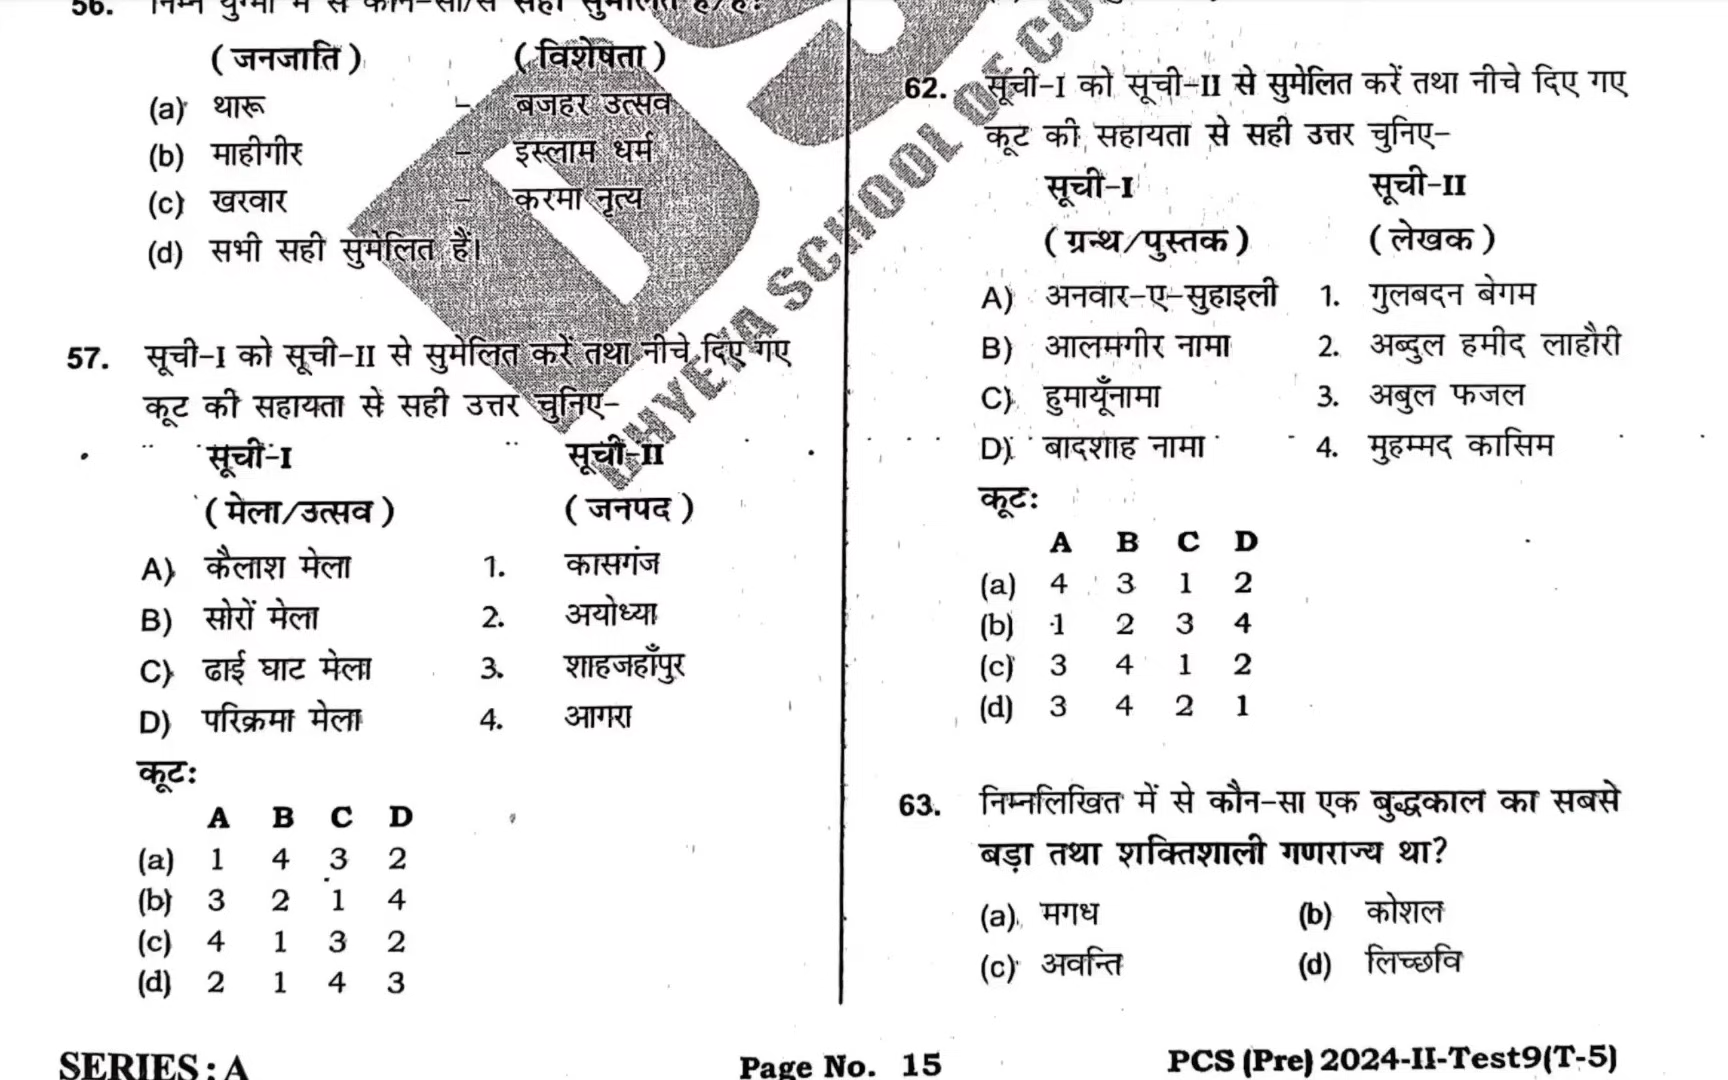 56. निम्न युग्मों में से कौन-सा/से सही सुमेलित है/हैं?
(जनजाति) (विशेषता)
(a) थारू – बजहर उत्सव
(b) माहीगीर – इस्लाम धर्म
(c) खरवार – करमा नृत्य
(d) सभी सही सुमेलित हैं।
57. सूची-I को सूची-II से सुमेलित करें तथा नीचे दिए गए
कूट की सहायता से सही उत्तर चुनिए–
सूची-I सूची-II
(मेला/उत्सव) (जनपद)
A) कैलाश मेला 1. कासगंज
B) सोरों मेला 2. अयोध्या
C) ढाई घाट मेला 3. शाहजहाँपुर
D) परिक्रमा मेला 4. आगरा
कूट:
A B C D
(a) 1 4 3 2
(b) 3 2 1 4
(c) 4 1 3 2
(d) 2 1 4 3
62. सूची-I को सूची-II से सुमेलित करें तथा नीचे दिए गए
कूट की सहायता से सही उत्तर चुनिए–
सूची-I सूची-II
(ग्रन्थ/पुस्तक) (लेखक)
A) अनवार-ए-सुहाइली 1. गुलबदन बेगम
B) आलमगीर नामा 2. अब्दुल हमीद लाहौरी
C) हुमायूँनामा 3. अबुल फजल
D) बादशाह नामा 4. मुहम्मद कासिम
कूट:
A B C D
(a) 4 3 1 2
(b) 1 2 3 4
(c) 3 4 1 2
(d) 3 4 2 1
63. निम्नलिखित में से कौन-सा एक बुद्धकाल का सबसे
बड़ा तथा शक्तिशाली गणराज्य था?
(a) मगध (b) कोशल
(c) अवन्ति (d) लिच्छवि
SCHOOL OF
SERIES : A Page No. 15 PCS (Pre) 2024-II-Test9(T-5)